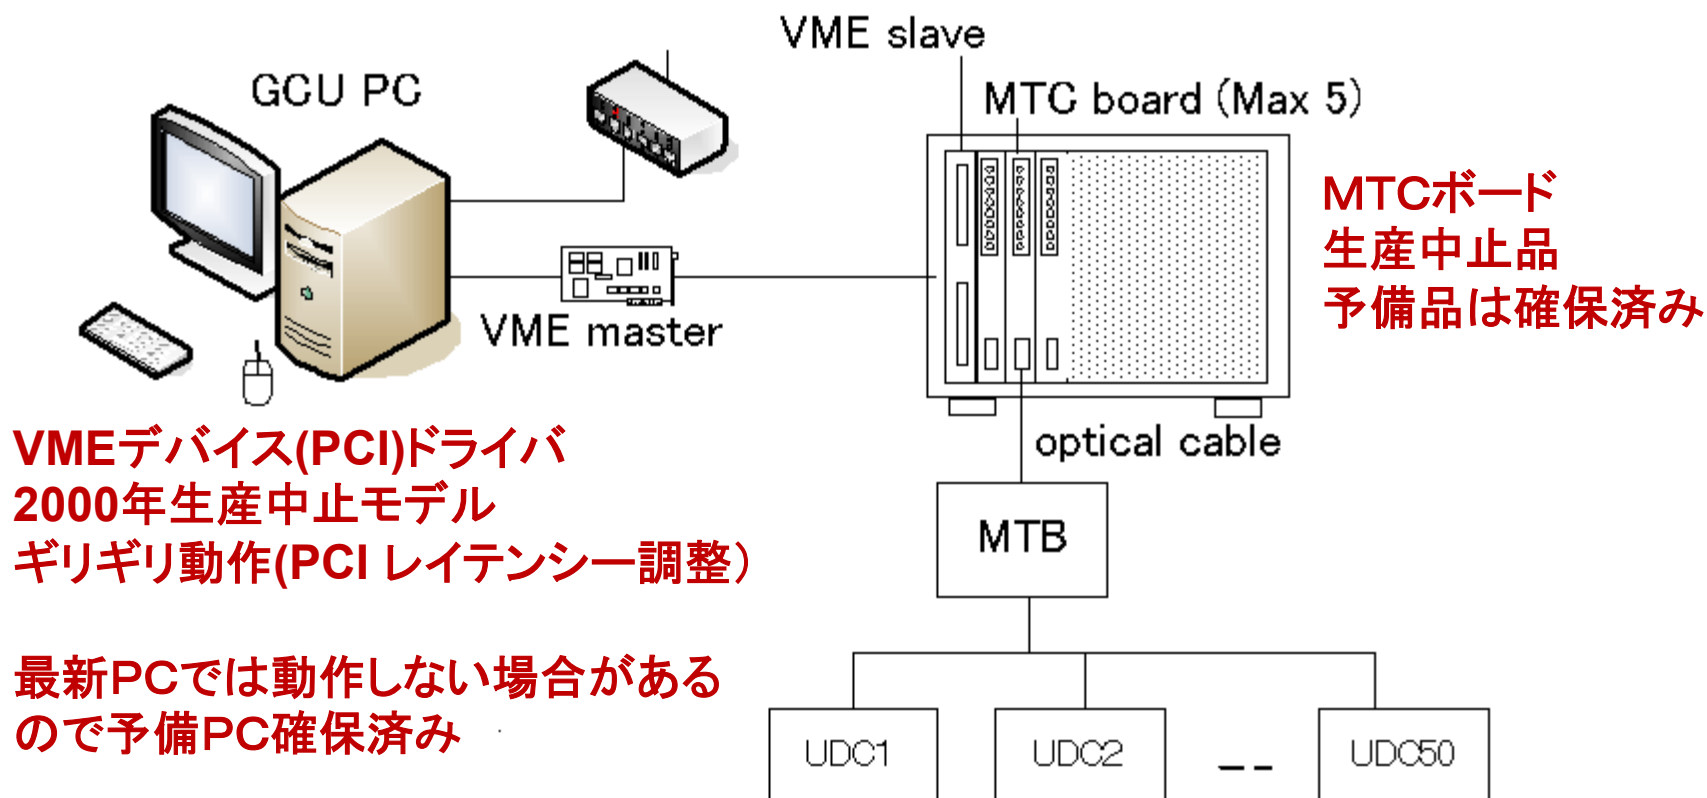 VME slave
GCU PC
MTC board (Max 5)
MTCボード
生産中止品
予備品は確保済み
VME master
optical cable
VMEデバイス(PCI)ドライバ
2000年生産中止モデル
ギリギリ動作(PCI レイテンシー調整)
MTB
最新PCでは動作しない場合がある
ので予備PC確保済み
UDC1
UDC2
--
UDC50